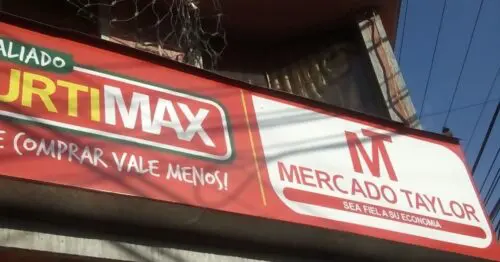 ALIADO
URTIMAX
E COMPRAR VALE MENOS!
MT
MERCADO TAYLOR
SEA FIEL A SU ECONOMIA